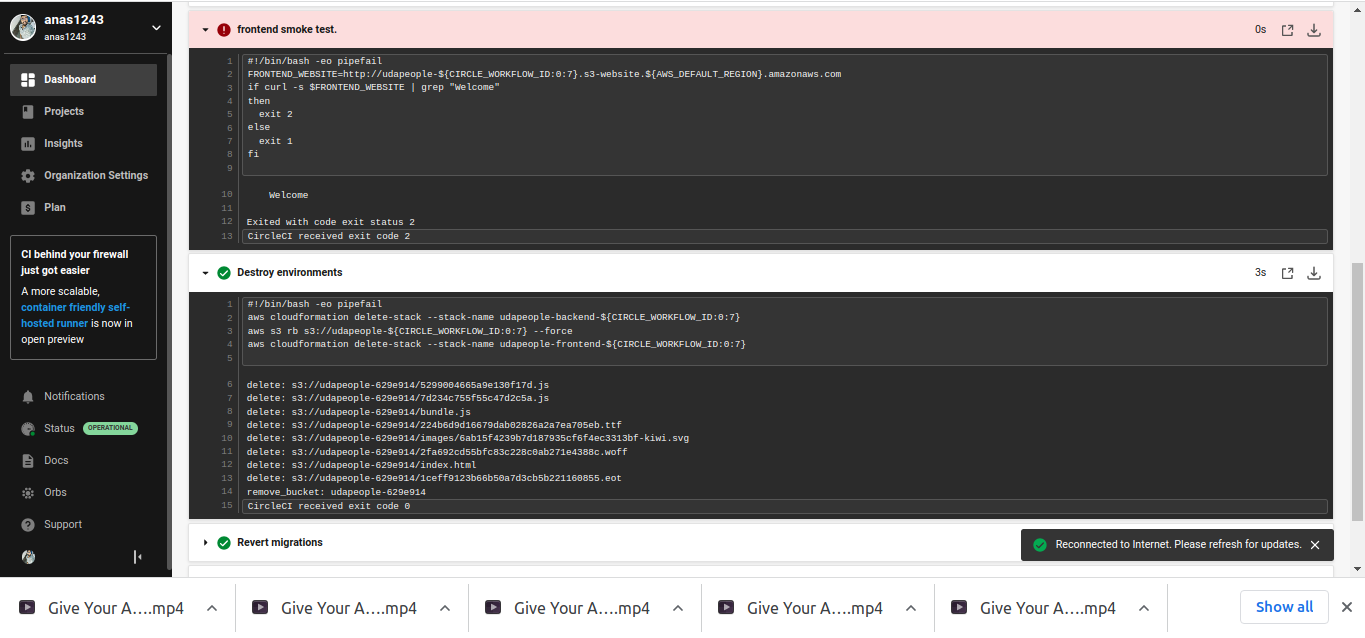 anas1243
anas1243
Dashboard
Projects
Insights
Organization Settings
Plan
CI behind your firewall
just got easier
A more scalable,
container friendly self-
hosted runner is now in
open preview
Notifications
Status OPERATIONAL
Docs
Orbs
Support
frontend smoke test. 0s
1 #!/bin/bash -eo pipefail
2 FRONTEND_WEBSITE=http://udapeople-${CIRCLE_WORKFLOW_ID:0:7}.s3-website.${AWS_DEFAULT_REGION}.amazonaws.com
3 if curl -s $FRONTEND_WEBSITE | grep "Welcome"
4 then
5 exit 2
6 else
7 exit 1
8 fi
9
10 Welcome
11
12 Exited with code exit status 2
13 CircleCI received exit code 2
Destroy environments 3s
1 #!/bin/bash -eo pipefail
2 aws cloudformation delete-stack --stack-name udapeople-backend-${CIRCLE_WORKFLOW_ID:0:7}
3 aws s3 rb s3://udapeople-${CIRCLE_WORKFLOW_ID:0:7} --force
4 aws cloudformation delete-stack --stack-name udapeople-frontend-${CIRCLE_WORKFLOW_ID:0:7}
5
6 delete: s3://udapeople-629e914/5299004665a9e130f17d.js
7 delete: s3://udapeople-629e914/7d234c755f55c47d2c5a.js
8 delete: s3://udapeople-629e914/bundle.js
9 delete: s3://udapeople-629e914/224b6d9d16679dab02826a2a7ea705eb.ttf
10 delete: s3://udapeople-629e914/images/6ab15f4239b7d187935cf6f4ec3313bf-kiwi.svg
11 delete: s3://udapeople-629e914/2fa692cd55bfc83c228c0ab271e4388c.woff
12 delete: s3://udapeople-629e914/index.html
13 delete: s3://udapeople-629e914/1ceff9123b66b50a7d3cb5b221160855.eot
14 remove_bucket: udapeople-629e914
15 CircleCI received exit code 0
Revert migrations
Reconnected to Internet. Please refresh for updates.
Give Your A....mp4 Give Your A....mp4 Give Your A....mp4 Give Your A....mp4 Give Your A....mp4 Show all